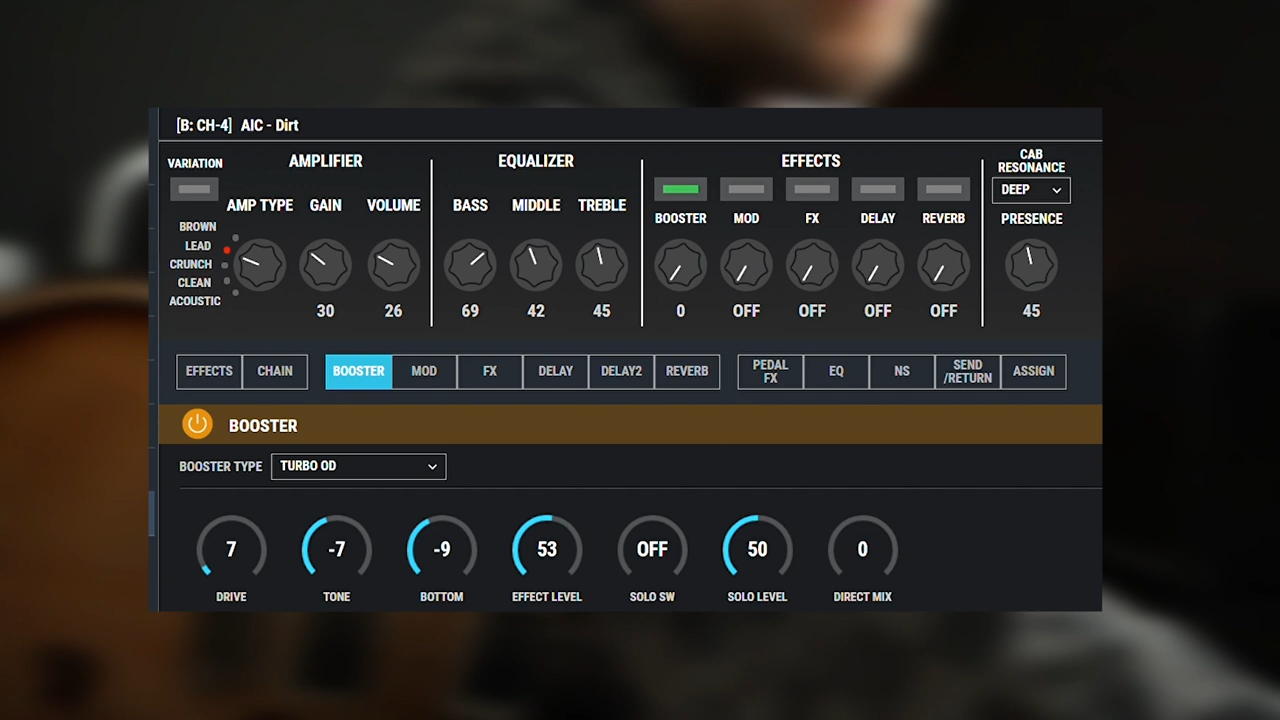 [B: CH-4] AIC - Dirt
VARIATION
AMPLIFIER
EQUALIZER
EFFECTS
CAB
RESONANCE
DEEP
AMP TYPE GAIN VOLUME
BASS MIDDLE TREBLE
BOOSTER MOD FX DELAY REVERB
PRESENCE
BROWN
LEAD
CRUNCH
CLEAN
ACOUSTIC
30 26 69 42 45 0 OFF OFF OFF OFF 45
EFFECTS CHAIN BOOSTER MOD FX DELAY DELAY2 REVERB PEDAL
FX EQ NS SEND
/RETURN ASSIGN
BOOSTER
BOOSTER TYPE TURBO OD
7 -7 -9 53 OFF 50 0
DRIVE TONE BOTTOM EFFECT LEVEL SOLO SW SOLO LEVEL DIRECT MIX